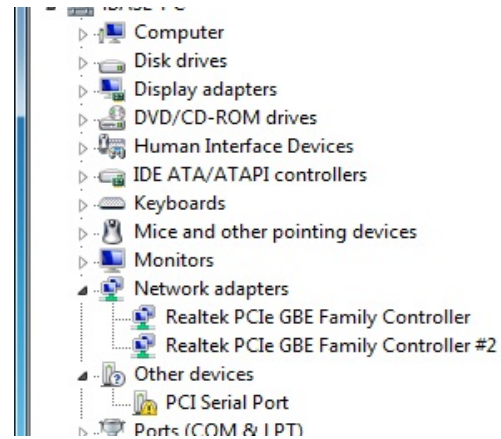 Computer
Disk drives
Display adapters
DVD/CD-ROM drives
Human Interface Devices
IDE ATA/ATAPI controllers
Keyboards
Mice and other pointing devices
Monitors
Network adapters
Realtek PCIe GBE Family Controller
Realtek PCIe GBE Family Controller #2
Other devices
PCI Serial Port
Ports (COM & LPT)